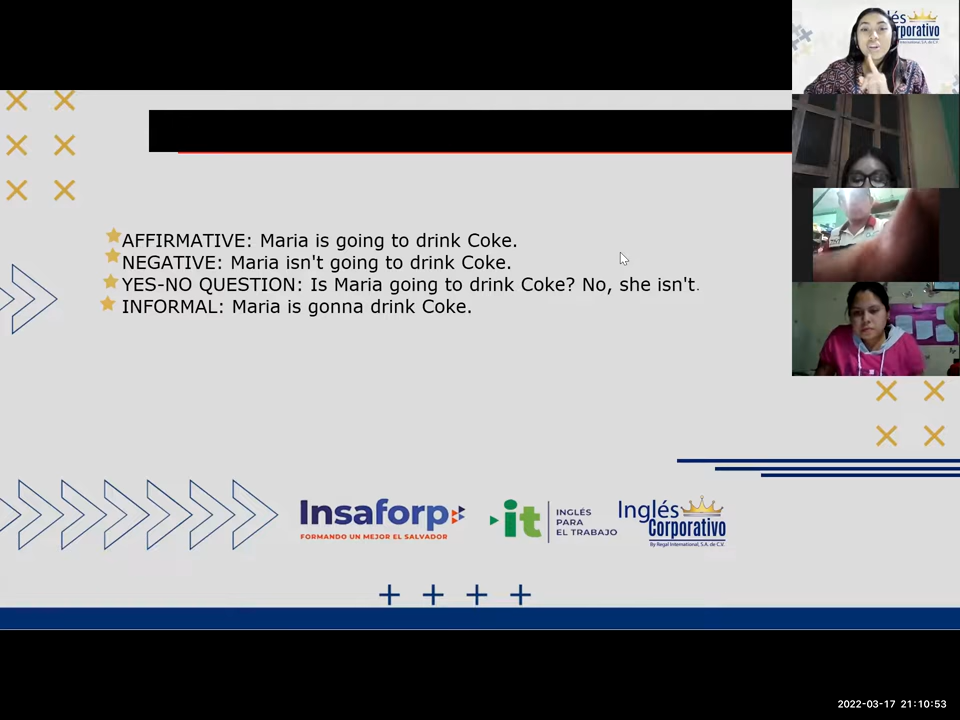 AFFIRMATIVE: Maria is going to drink Coke.
NEGATIVE: Maria isn't going to drink Coke.
YES-NO QUESTION: Is Maria going to drink Coke? No, she isn't.
INFORMAL: Maria is gonna drink Coke.
Insaforp
FORMANDO UN MEJOR EL SALVADOR
it
INGLÉS
PARA
EL TRABAJO
Inglés
Corporativo
By Regal International, S.A. de C.V.
2022-03-17 21:10:53